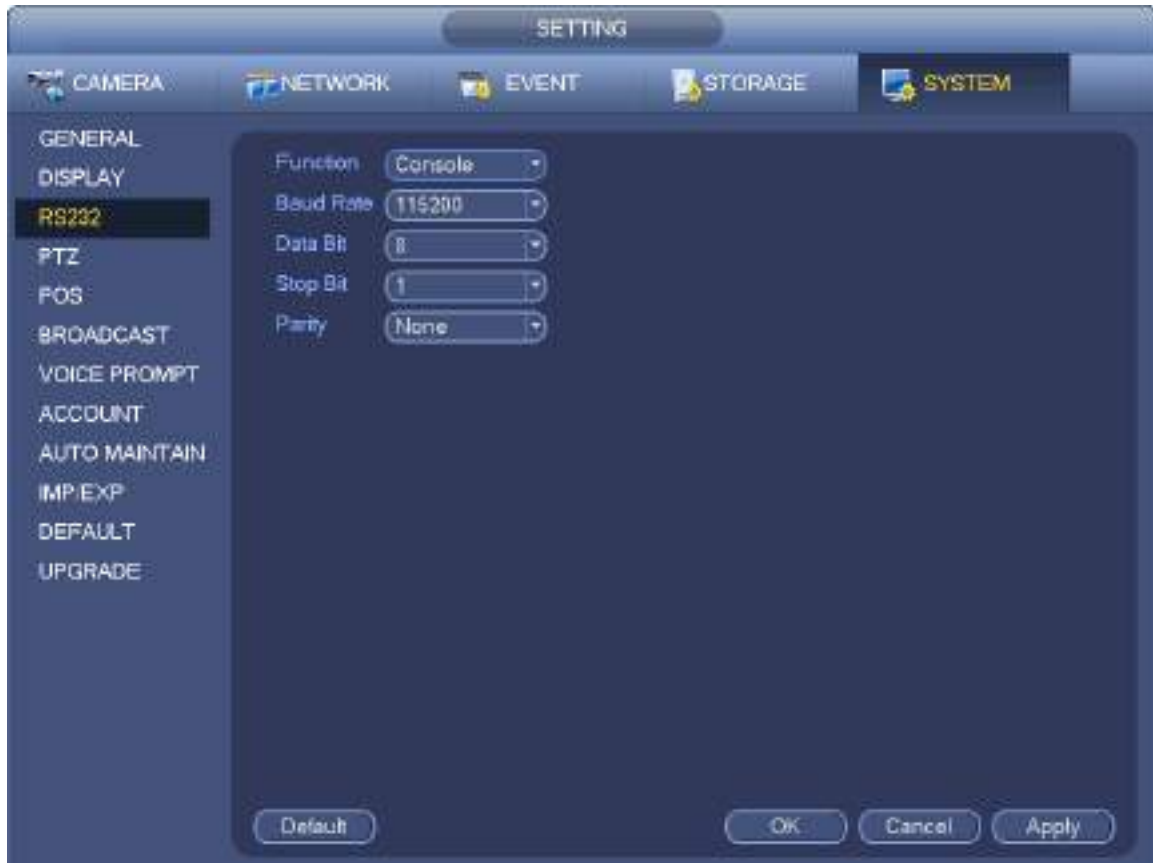 SETTING
CAMERA NETWORK EVENT STORAGE SYSTEM
GENERAL
DISPLAY
RS232
PTZ
POS
BROADCAST
VOICE PROMPT
ACCOUNT
AUTO MAINTAIN
IMP/EXP
DEFAULT
UPGRADE
Function Console
Baud Rate 115200
Data Bit 8
Stop Bit 1
Parity None
Default OK Cancel Apply